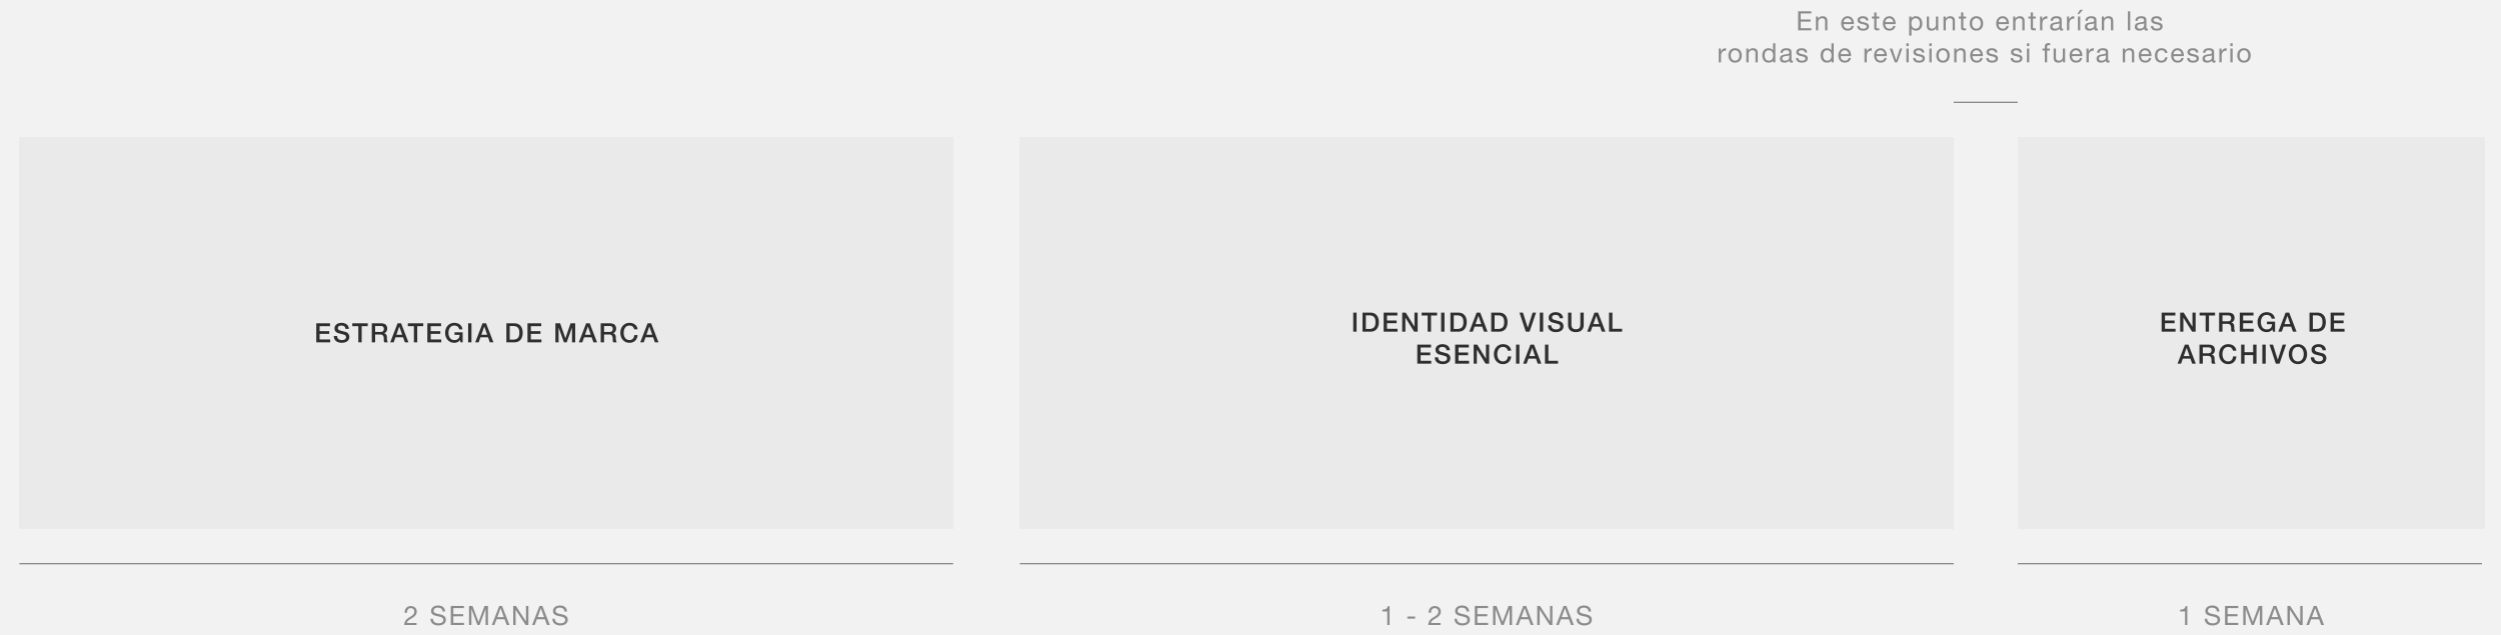 En este punto entrarían las
rondas de revisiones si fuera necesario
ESTRATEGIA DE MARCA
IDENTIDAD VISUAL
ESENCIAL
ENTREGA DE
ARCHIVOS
2 SEMANAS
1 - 2 SEMANAS
1 SEMANA